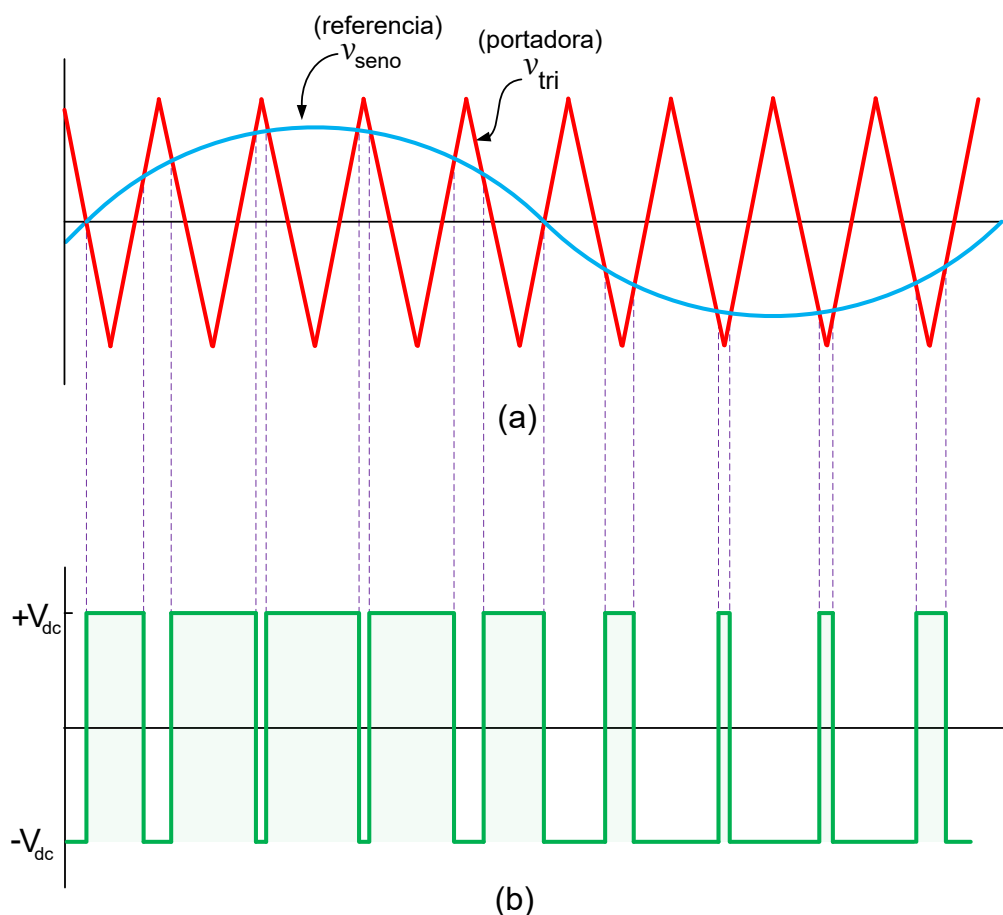 (referencia)
vseno
(portadora)
vtri
(a)
+Vdc
-Vdc
(b)